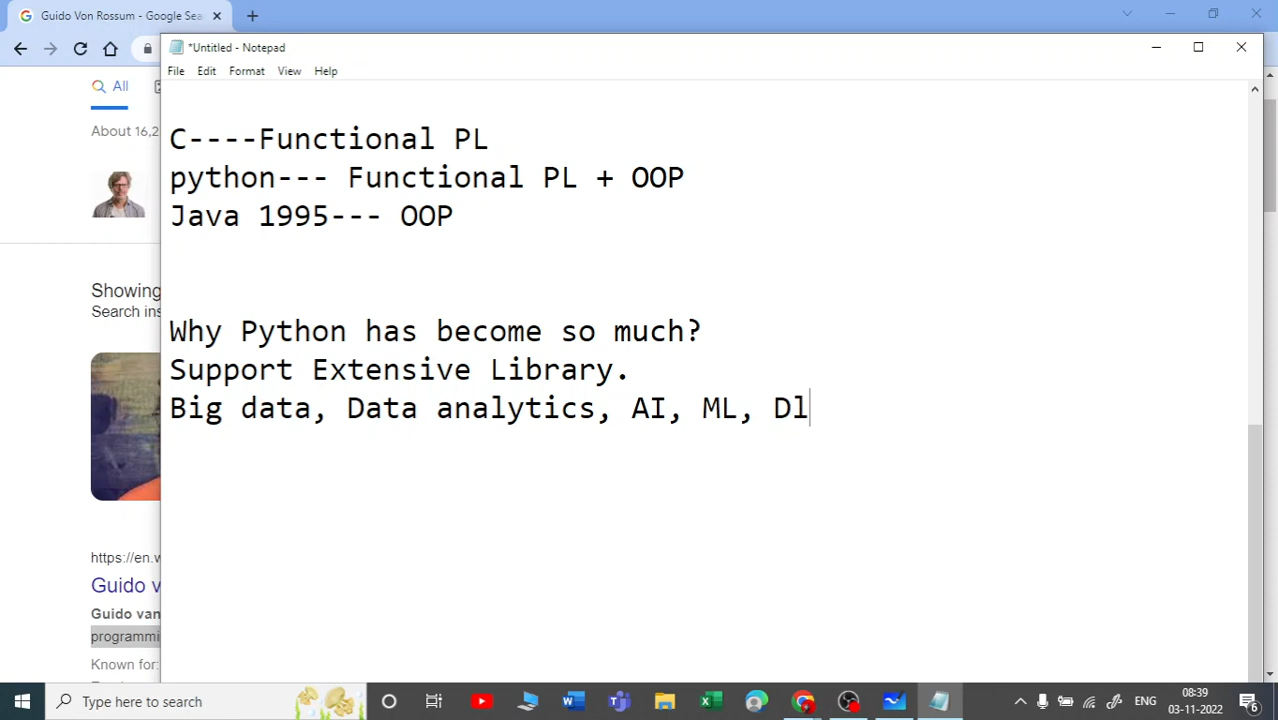 Guido Von Rossum - Google Sea
*Untitled - Notepad
File Edit Format View Help
All
About 16,2
C----Functional PL
python--- Functional PL + OOP
Java 1995--- OOP
Showing
Search ins
Why Python has become so much?
Support Extensive Library.
Big data, Data analytics, AI, ML, Dl
https://en.w
Guido v
Guido van
programmi
Known for:
Type here to search
ENG
08:39
03-11-2022
6